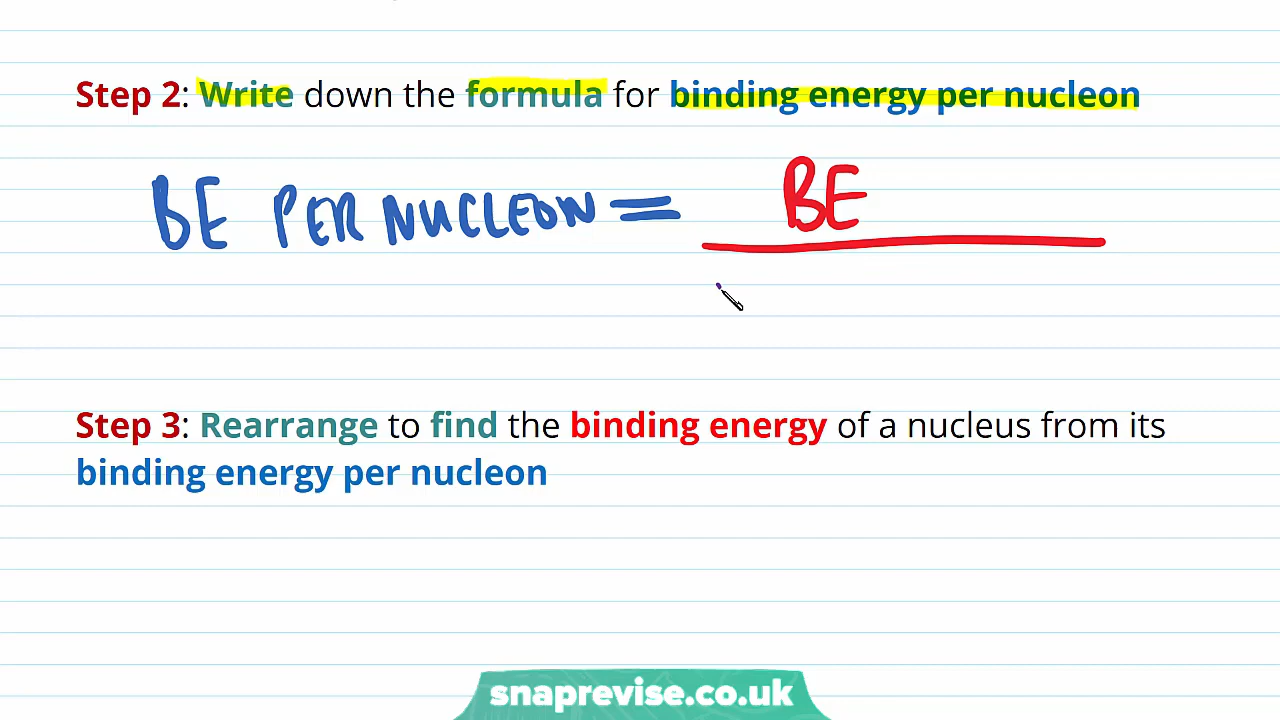 Step 2: Write down the formula for binding energy per nucleon
BE
BE PER NUCLEON =
Step 3: Rearrange to find the binding energy of a nucleus from its
binding energy per nucleon
snaprevise.co.uk